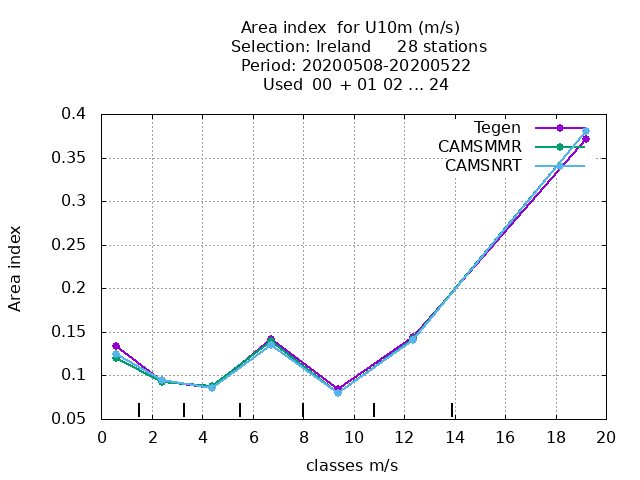 Area index  for U10m (m/s)
Selection: Ireland     28 stations
Period: 20200508-20200522
Used  00 + 01 02 ... 24
0.4
0.35
0.3
0.25
0.2
0.15
0.1
0.05
Area index
Tegen
CAMSMMR
CAMSNRT
0 2 4 6 8 10 12 14 16 18 20
classes m/s